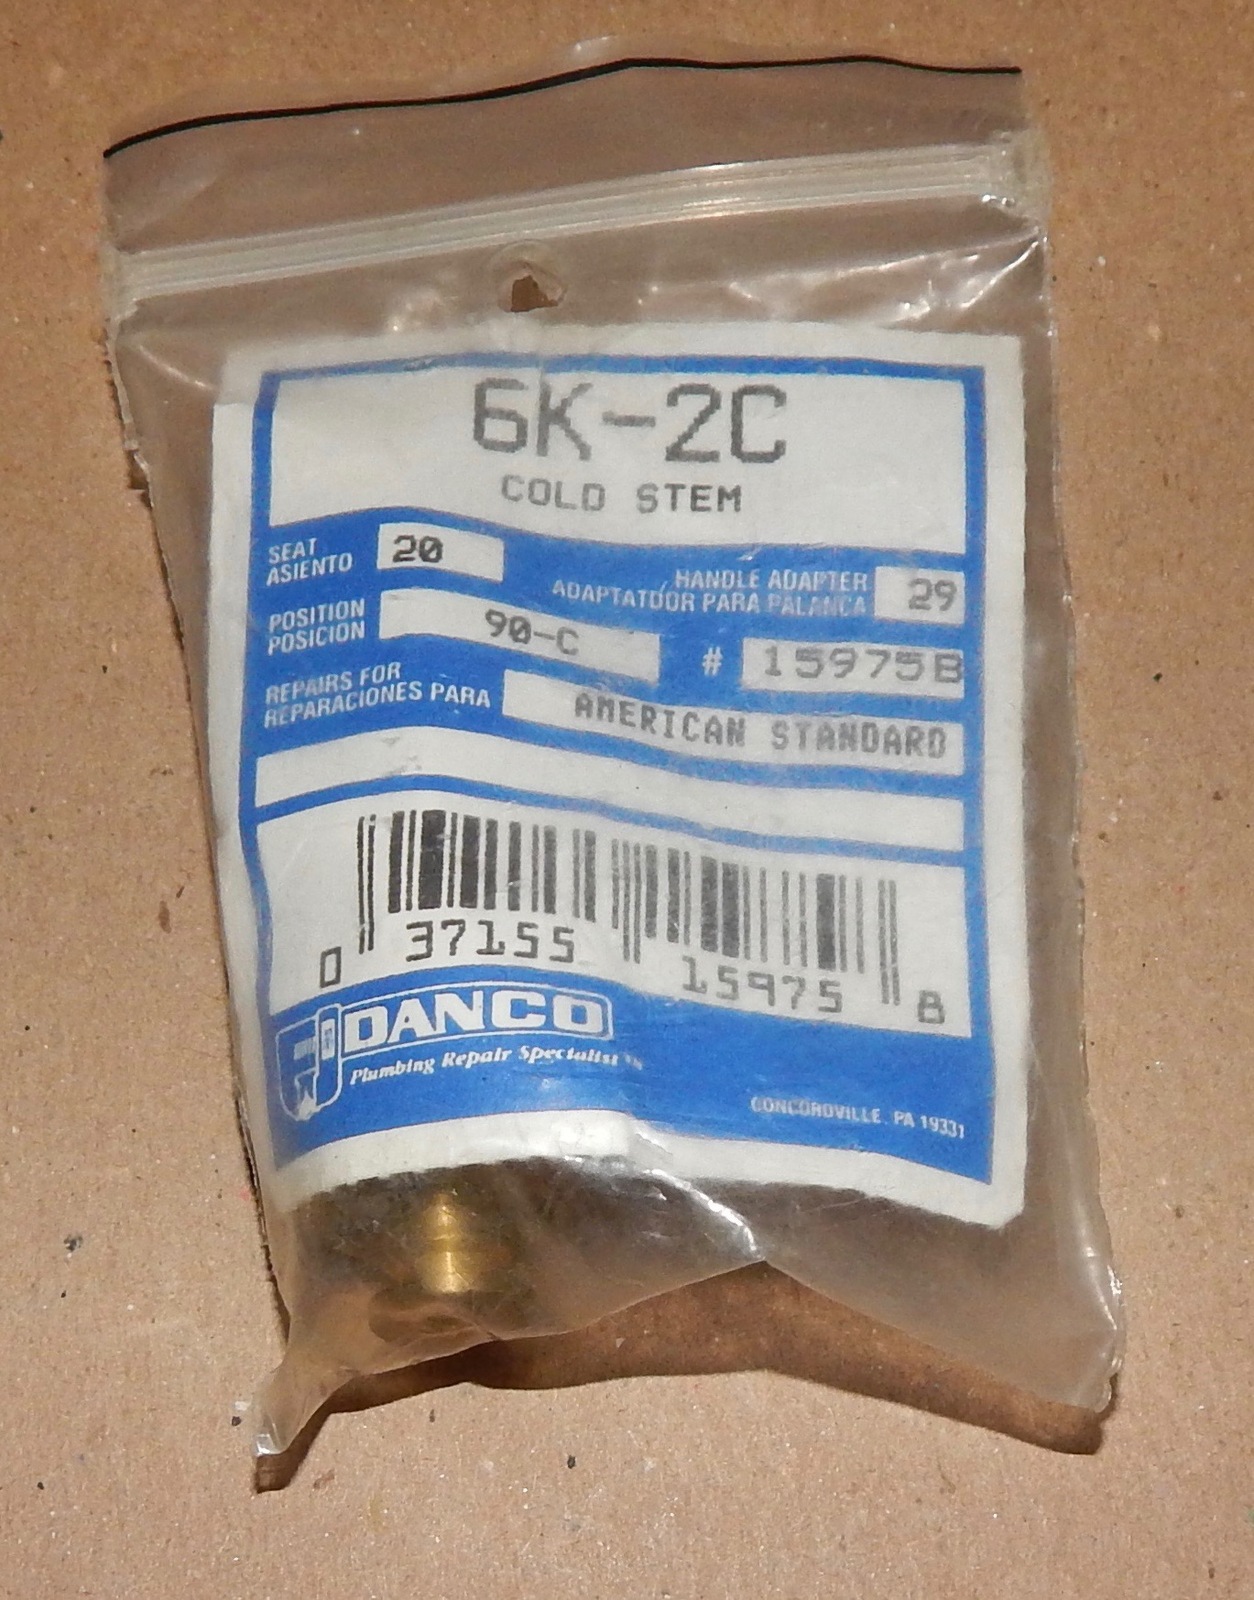 6K-2C
COLD STEM
SEAT
ASIENTO
20
HANDLE ADAPTER
ADAPTATDOR PARA PALANCA
29
POSITION
POSICION
90-C
# 15975B
REPAIRS FOR
REPARACIONES PARA
AMERICAN STANDARD
0 37155 15975 8
DANCO
Plumbing Repair Specialist™
CONCORDVILLE, PA 19331